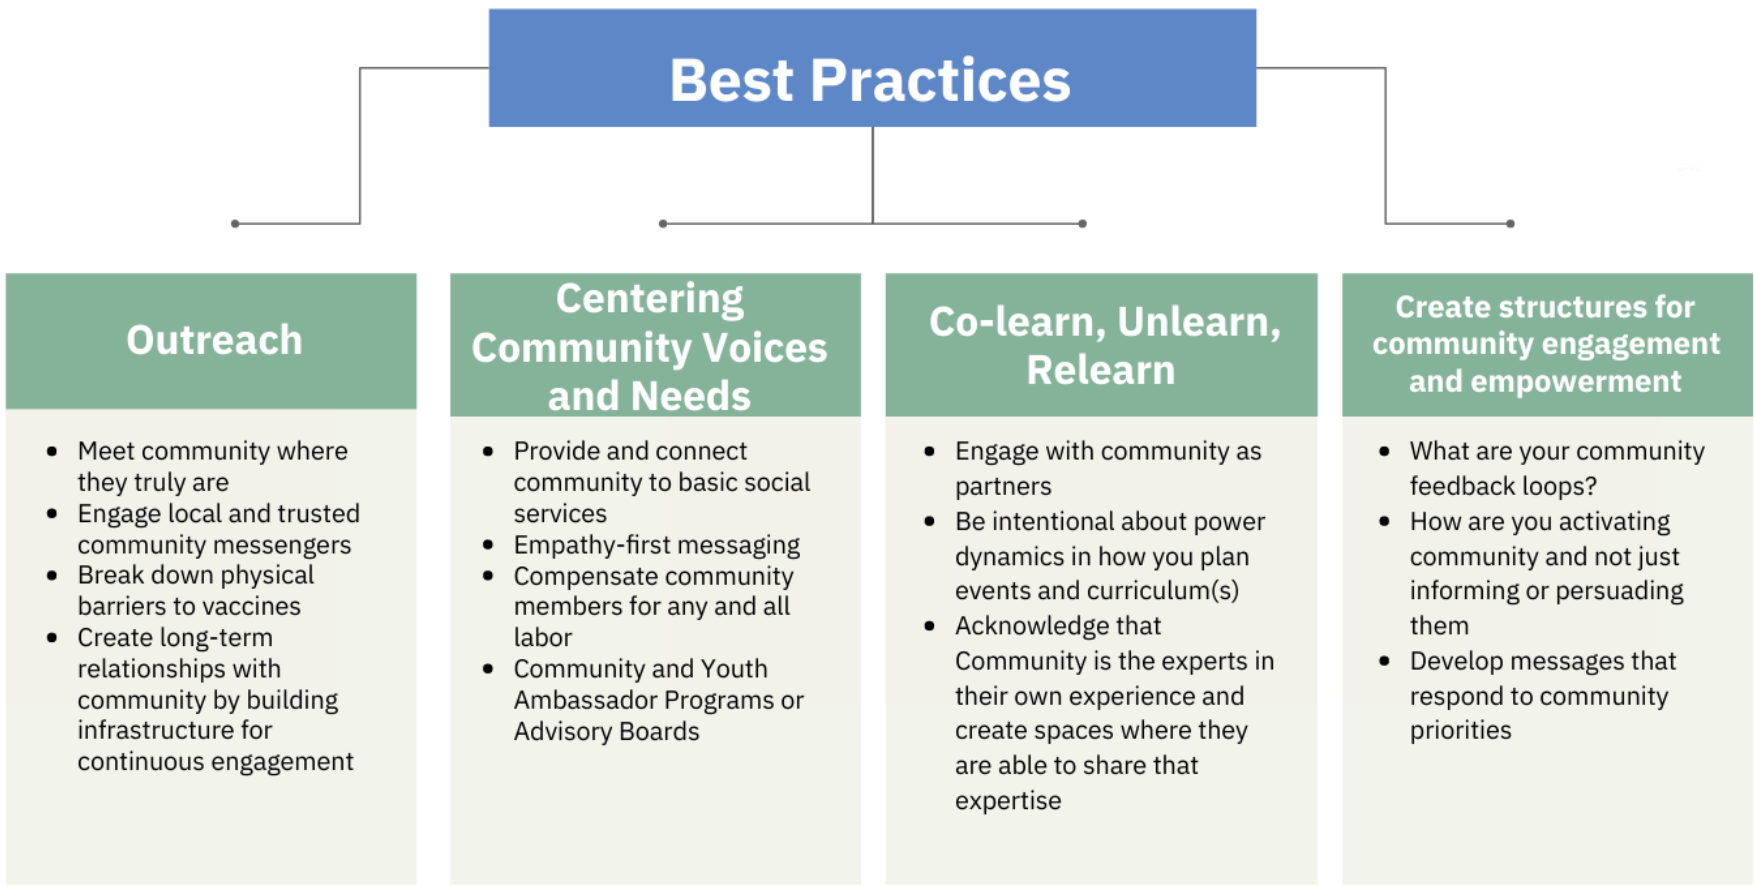 Best Practices
Outreach
• Meet community where
they truly are
• Engage local and trusted
community messengers
• Break down physical
barriers to vaccines
• Create long-term
relationships with
community by building
infrastructure for
continuous engagement
Centering
Community Voices
and Needs
• Provide and connect
community to basic social
services
• Empathy-first messaging
• Compensate community
members for any and all
labor
• Community and Youth
Ambassador Programs or
Advisory Boards
Co-learn, Unlearn,
Relearn
• Engage with community as
partners
• Be intentional about power
dynamics in how you plan
events and curriculum(s)
• Acknowledge that
Community is the experts in
their own experience and
create spaces where they
are able to share that
expertise
Create structures for
community engagement
and empowerment
• What are your community
feedback loops?
• How are you activating
community and not just
informing or persuading
them
• Develop messages that
respond to community
priorities